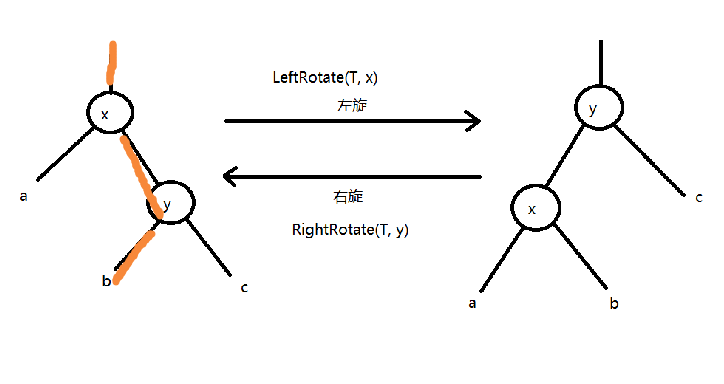 LeftRotate(T, x)
左旋
右旋
RightRotate(T, y)
x
a
y
b
c
y
x
c
a
b